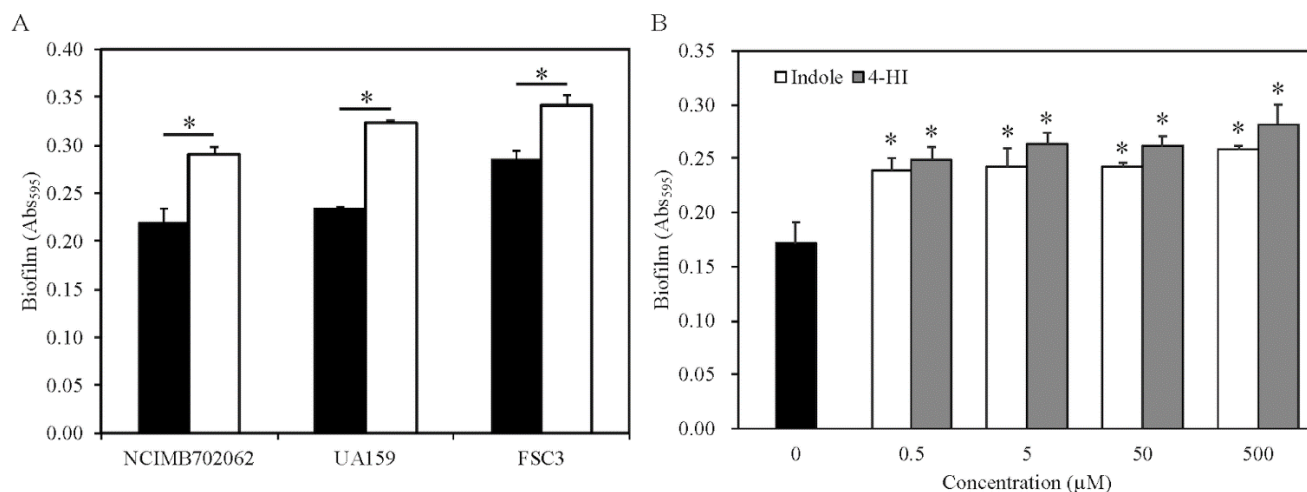 A
Biofilm (Abs₅₉₅)
0.40
0.35
0.30
0.25
0.20
0.15
0.10
0.05
0.00
*
*
*
NCIMB702062 UA159 FSC3
B
Biofilm (Abs₅₉₅)
0.35
0.30
0.25
0.20
0.15
0.10
0.05
0.00
Indole 4-HI
* * * * * * * *
0 0.5 5 50 500
Concentration (µM)